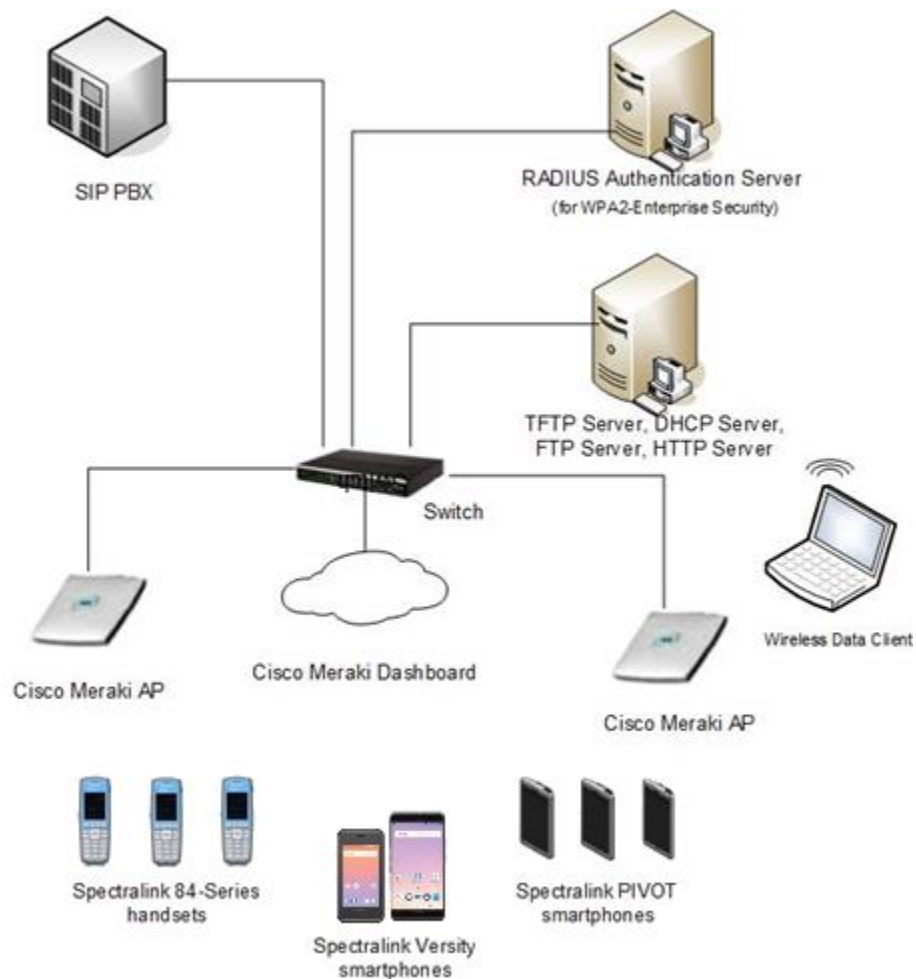 SIP PBX
RADIUS Authentication Server
(for WPA2-Enterprise Security)
TFTP Server, DHCP Server,
FTP Server, HTTP Server
Switch
Wireless Data Client
Cisco Meraki AP
Cisco Meraki Dashboard
Cisco Meraki AP
Spectralink 84-Series
handsets
Spectralink Versity
smartphones
Spectralink PIVOT
smartphones